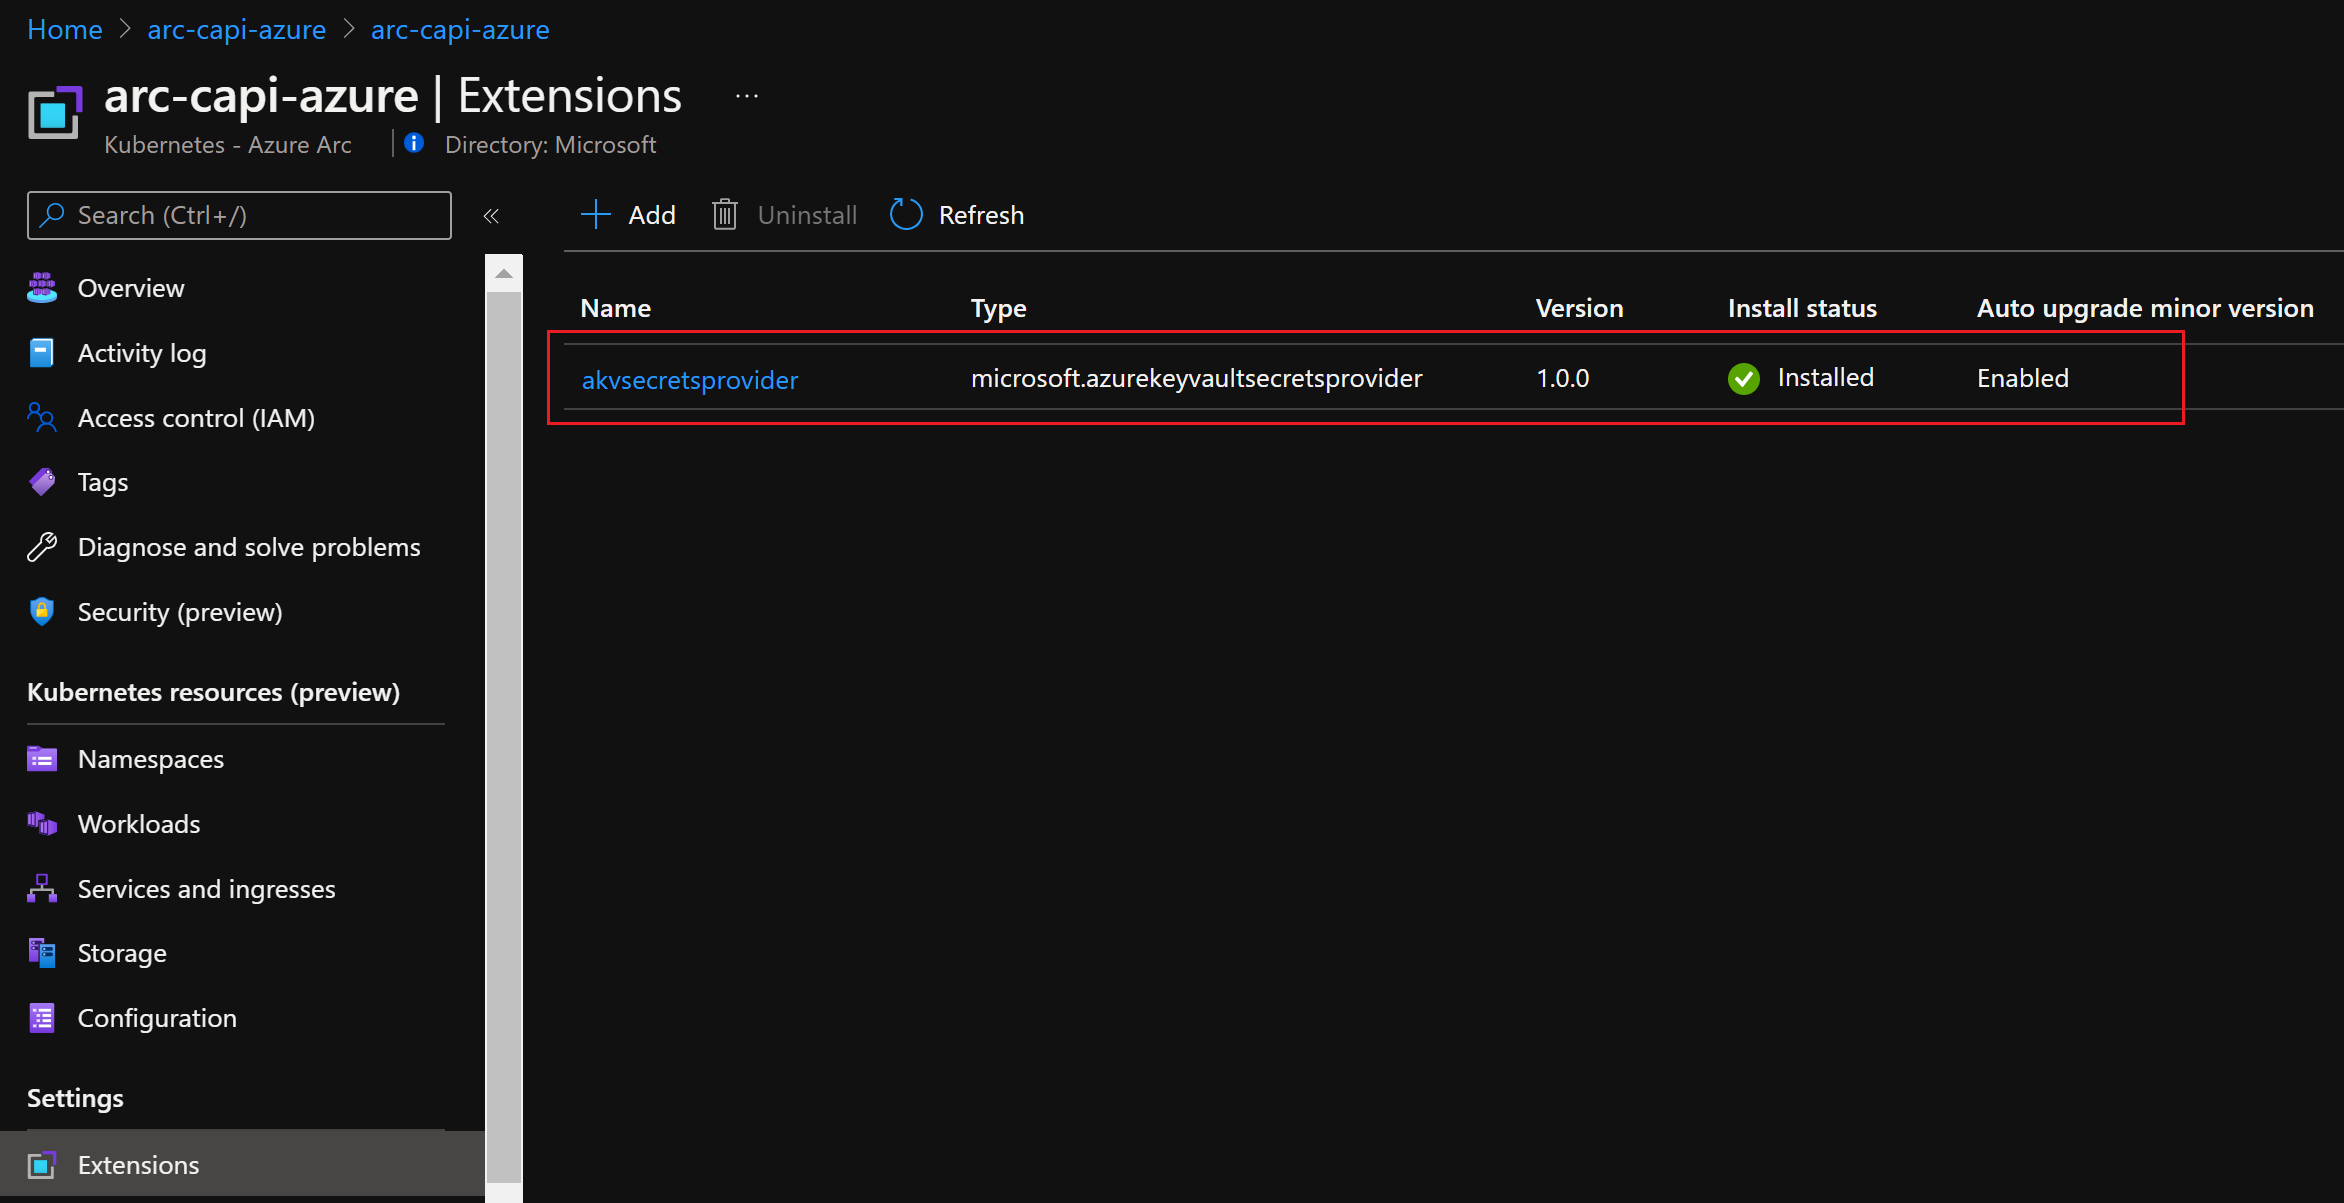 Home > arc-capi-azure > arc-capi-azure
arc-capi-azure | Extensions ...
Kubernetes - Azure Arc | Directory: Microsoft
Search (Ctrl+/)
«
Overview
Activity log
Access control (IAM)
Tags
Diagnose and solve problems
Security (preview)
Kubernetes resources (preview)
Namespaces
Workloads
Services and ingresses
Storage
Configuration
Settings
Extensions
Add Uninstall Refresh
Name Type Version Install status Auto upgrade minor version
akvsecretsprovider microsoft.azurekeyvaultsecretsprovider 1.0.0 Installed Enabled